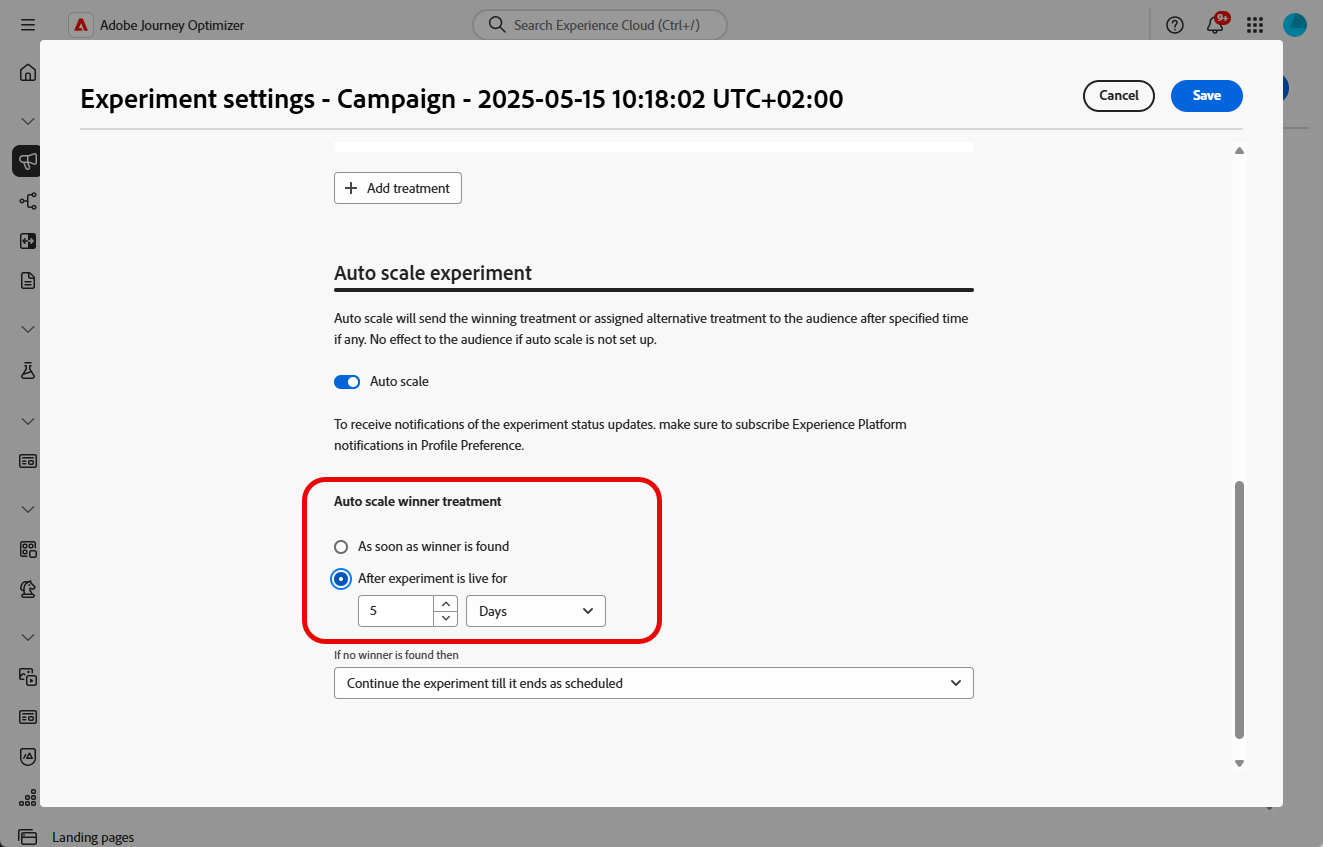 Adobe Journey Optimizer
Search Experience Cloud (Ctrl+/)
9+
Experiment settings - Campaign - 2025-05-15 10:18:02 UTC+02:00
Cancel
Save
Add treatment
Auto scale experiment
Auto scale will send the winning treatment or assigned alternative treatment to the audience after specified time
if any. No effect to the audience if auto scale is not set up.
Auto scale
To receive notifications of the experiment status updates. make sure to subscribe Experience Platform
notifications in Profile Preference.
Auto scale winner treatment
As soon as winner is found
After experiment is live for
5
Days
If no winner is found then
Continue the experiment till it ends as scheduled
Landing pages